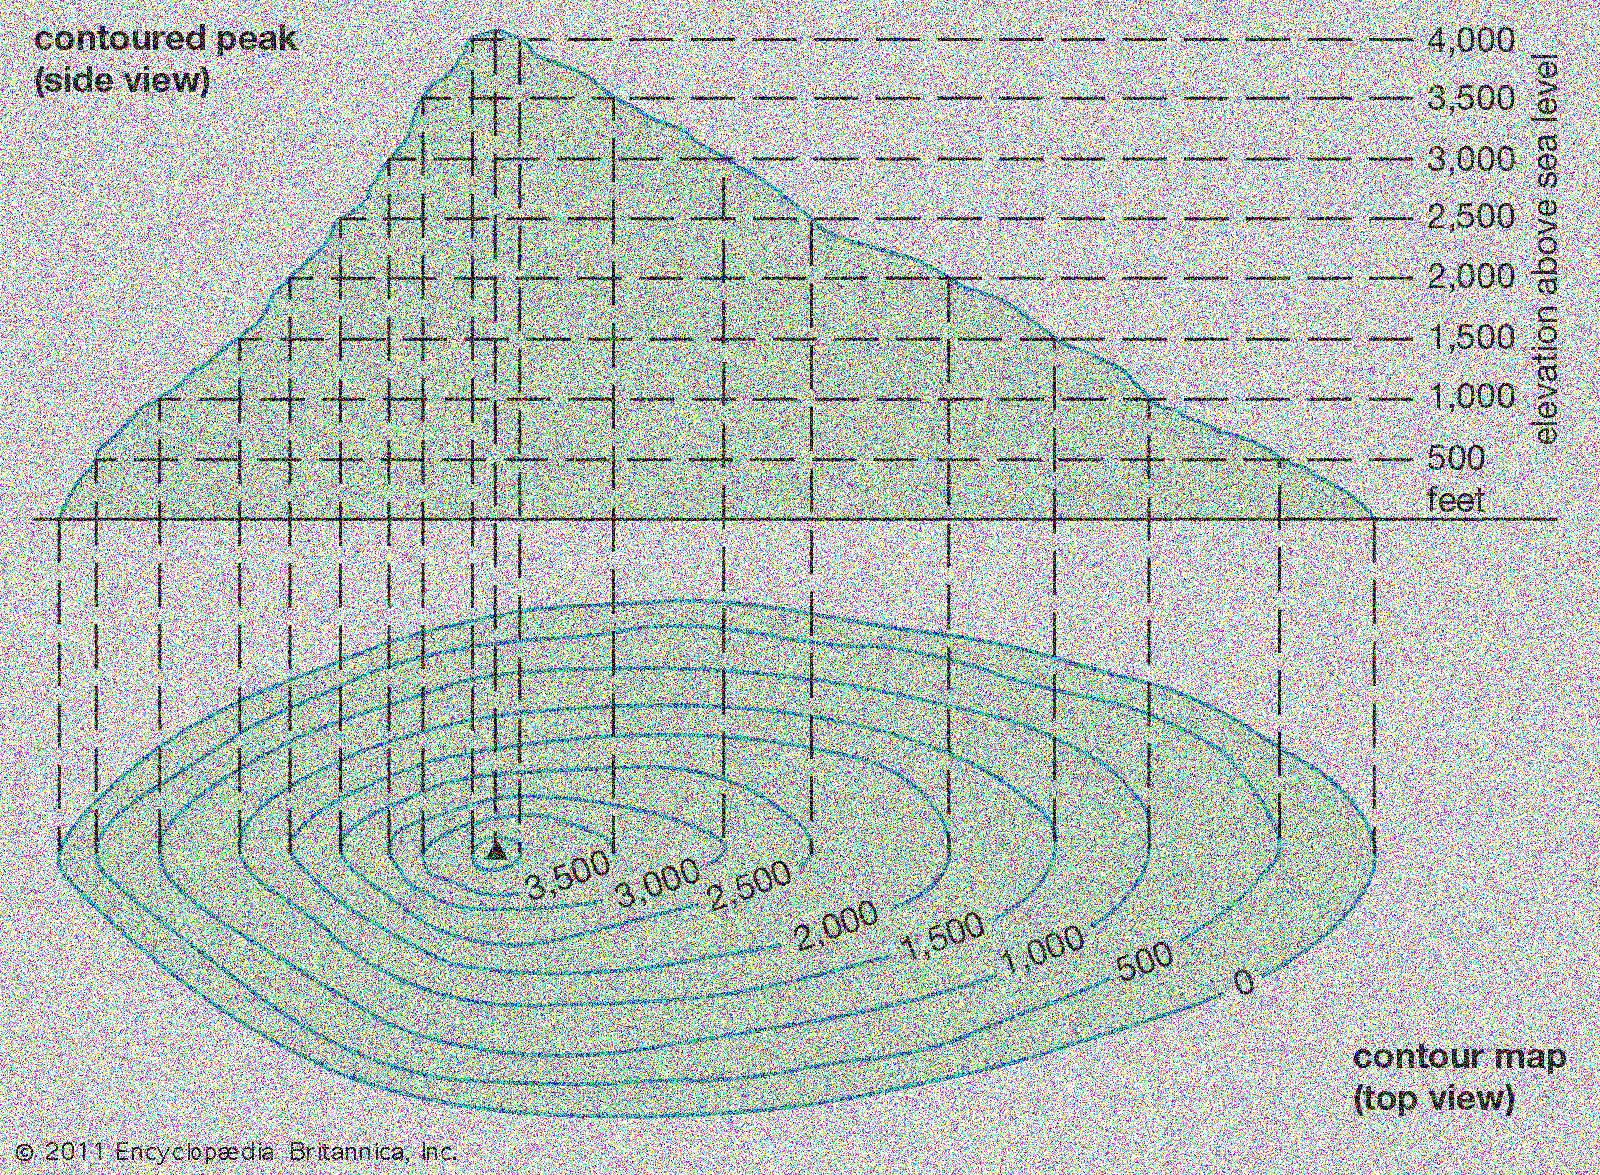 contoured peak
(side view)
4,000
3,500
3,000
2,500
2,000
1,500
1,000
500
feet
elevation above sea level
3,500
3,000
2,500
2,000
1,500
1,000
500
0
contour map
(top view)
© 2011 Encyclopædia Britannica, Inc.